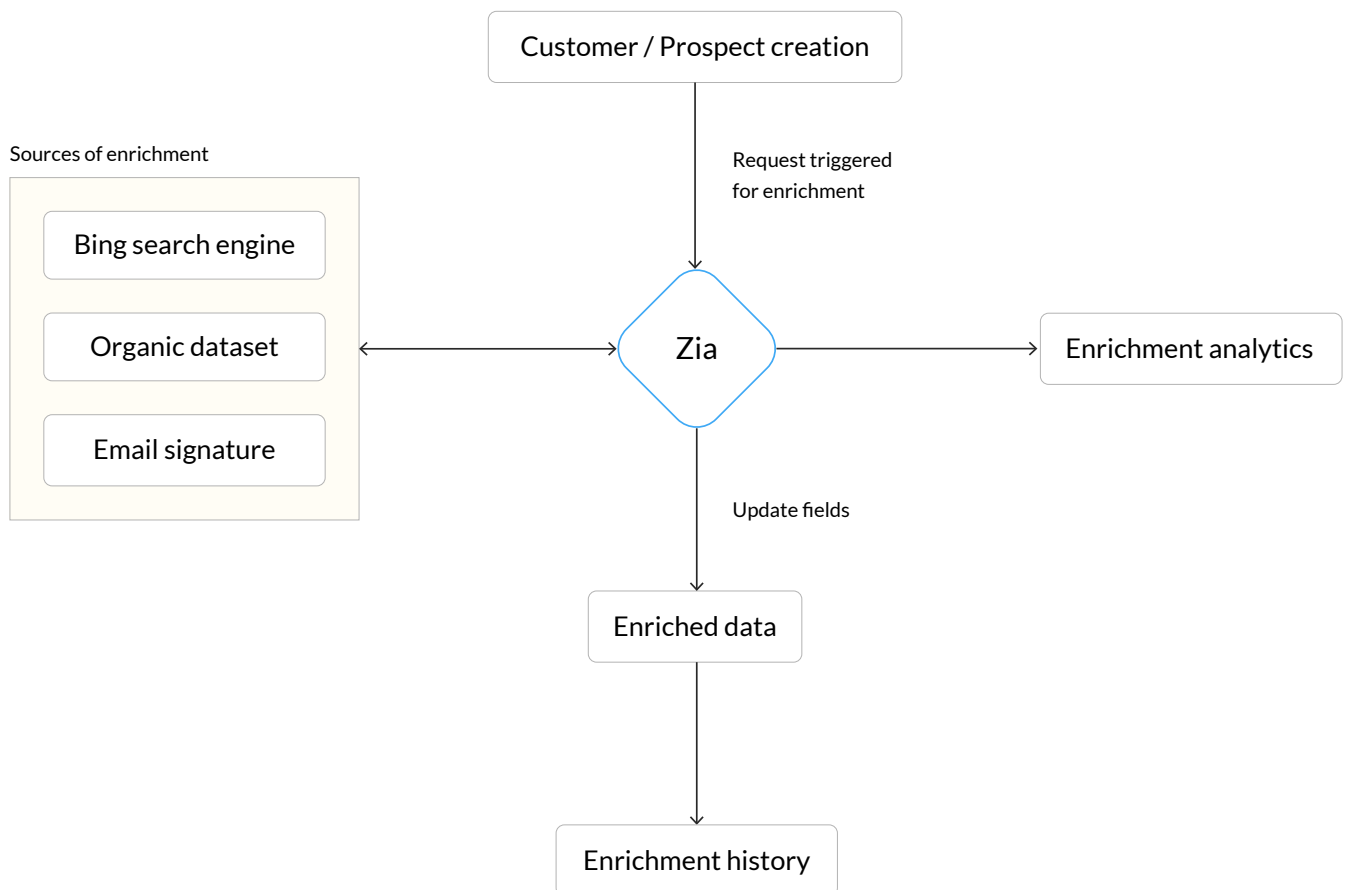 Customer / Prospect creation
Sources of enrichment
Request triggered
for enrichment
Bing search engine
Organic dataset
Email signature
Zia
Enrichment analytics
Update fields
Enriched data
Enrichment history